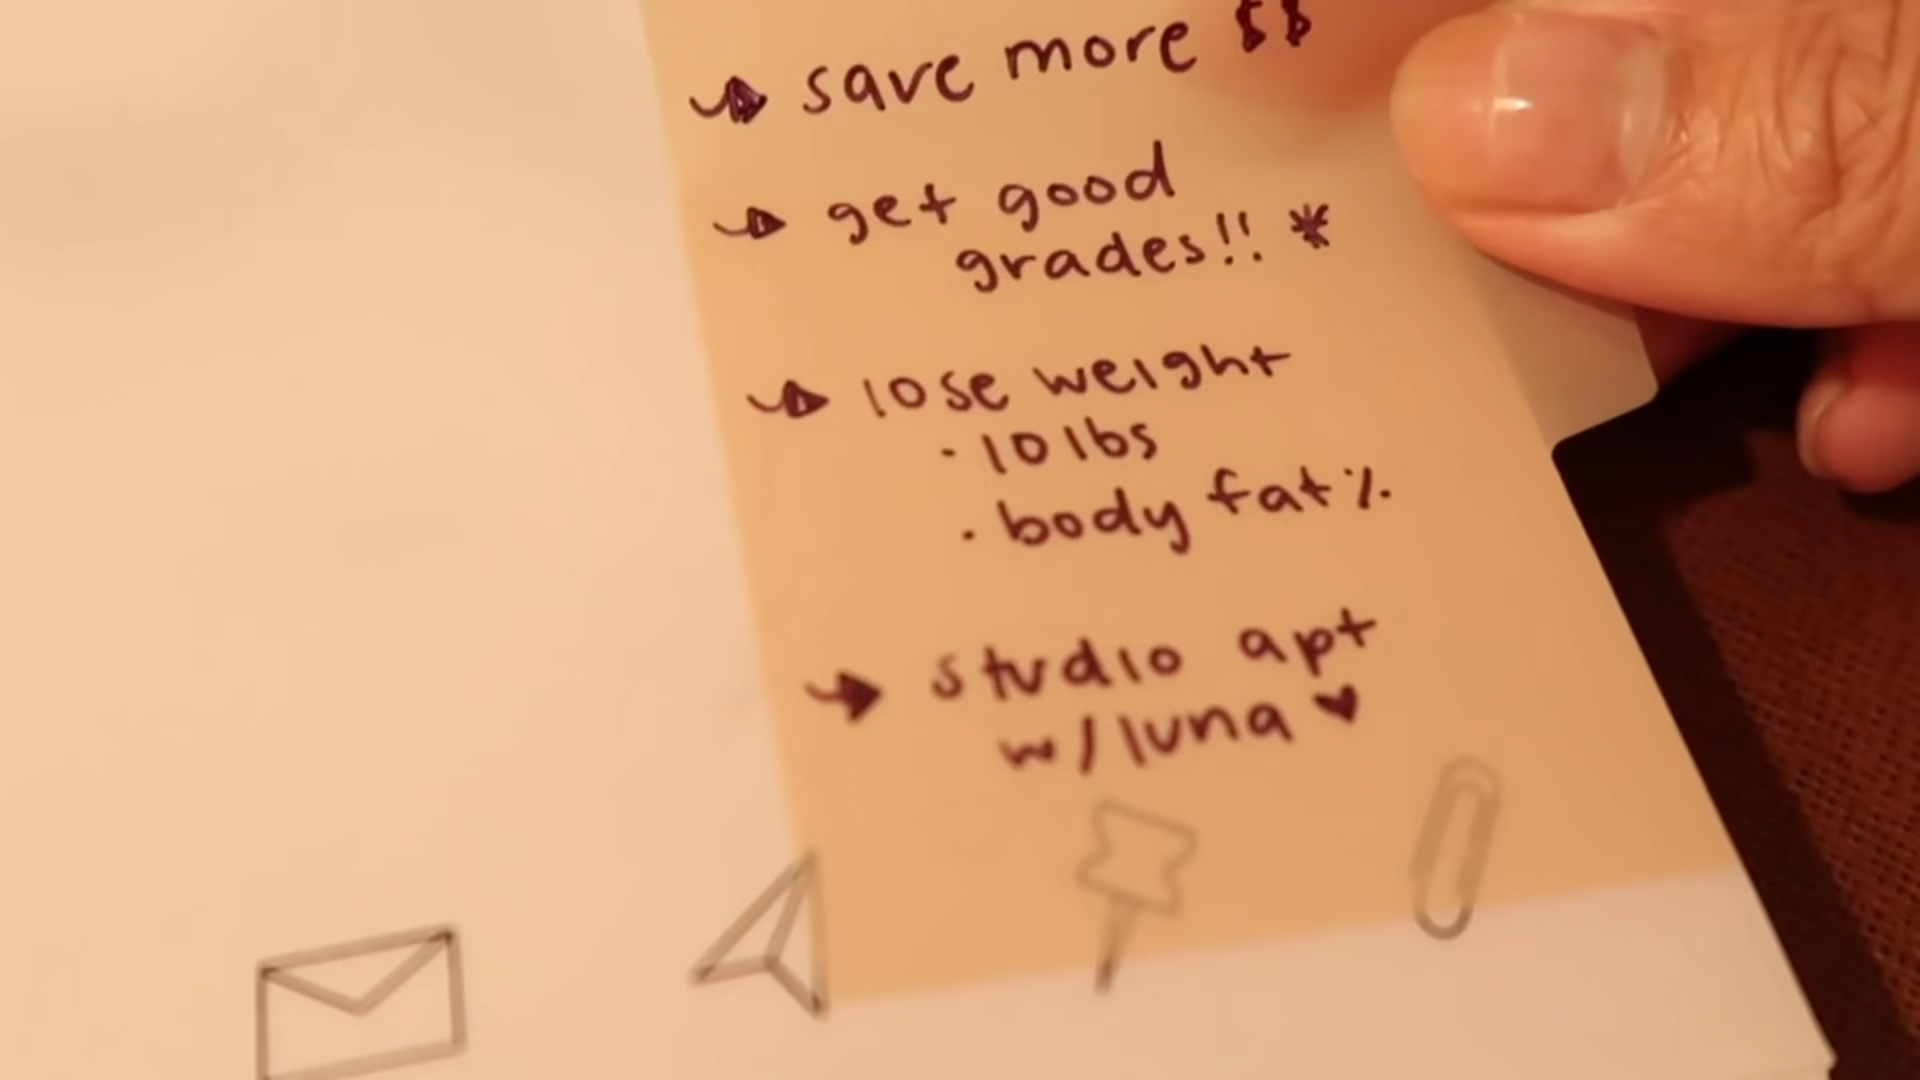 → save more $$
→ get good
grades!! *
→ lose weight
- 10 lbs
· body fat %
→ studio apt
w/ luna ♥